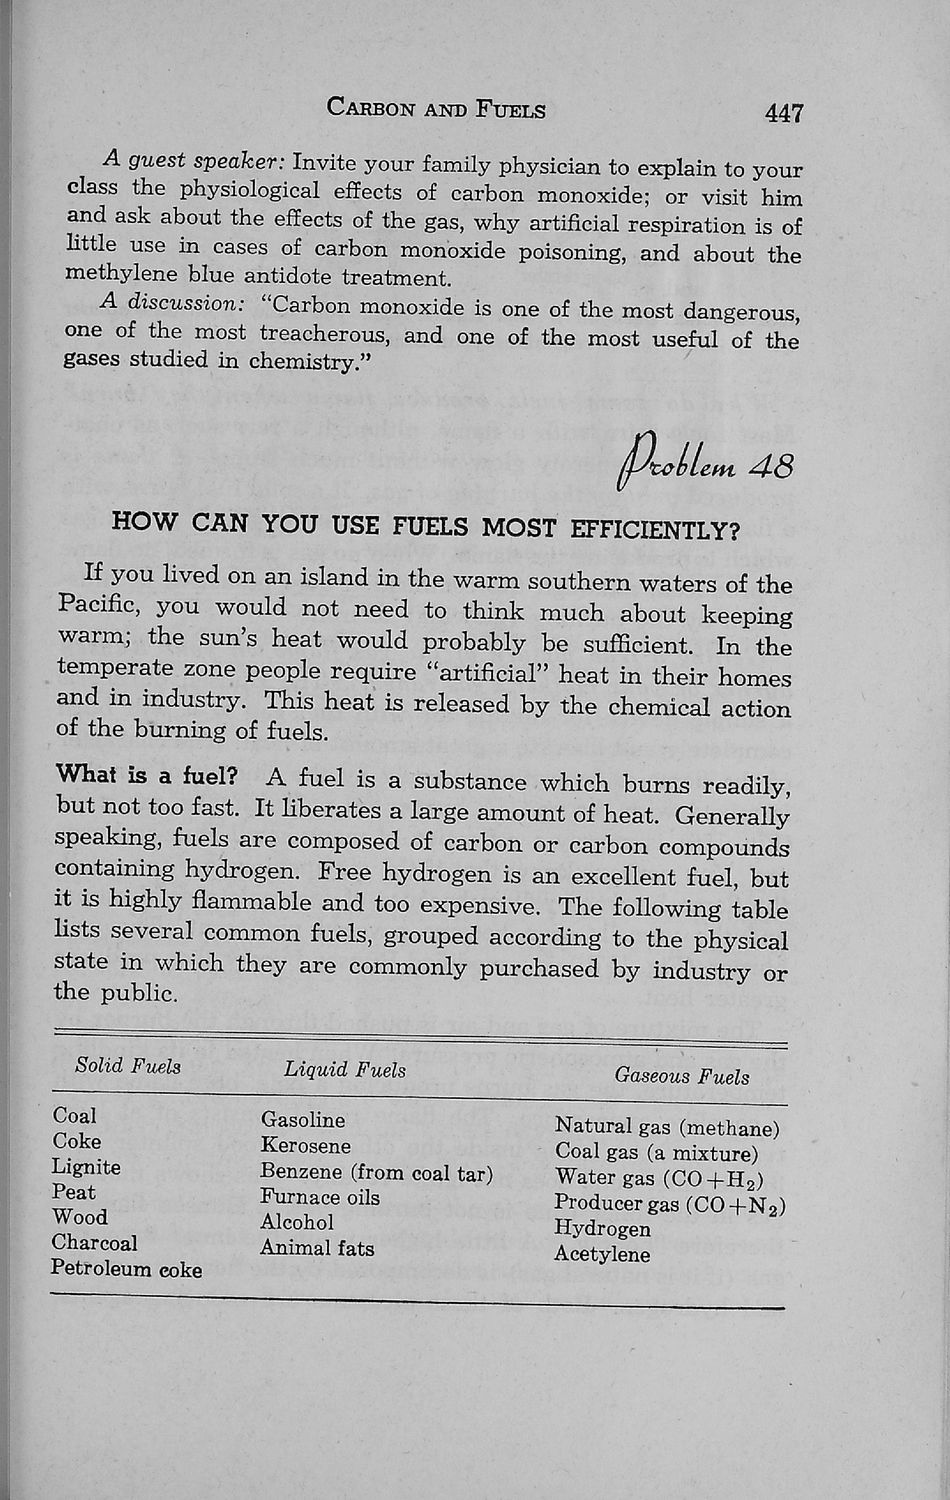 CARBON AND FUELS 447
A guest speaker: Invite your family physician to explain to your
class the physiological effects of carbon monoxide; or visit him
and ask about the effects of the gas, why artificial respiration is of
little use in cases of carbon monoxide poisoning, and about the
methylene blue antidote treatment.
A discussion: “Carbon monoxide is one of the most dangerous,
one of the most treacherous, and one of the most useful of the
gases studied in chemistry.”
Problem 48
HOW CAN YOU USE FUELS MOST EFFICIENTLY?
If you lived on an island in the warm southern waters of the
Pacific, you would not need to think much about keeping
warm; the sun’s heat would probably be sufficient. In the
temperate zone people require “artificial” heat in their homes
and in industry. This heat is released by the chemical action
of the burning of fuels.
What is a fuel? A fuel is a substance which burns readily,
but not too fast. It liberates a large amount of heat. Generally
speaking, fuels are composed of carbon or carbon compounds
containing hydrogen. Free hydrogen is an excellent fuel, but
it is highly flammable and too expensive. The following table
lists several common fuels, grouped according to the physical
state in which they are commonly purchased by industry or
the public.
Solid Fuels Liquid Fuels Gaseous Fuels
Coal Gasoline Natural gas (methane)
Coke Kerosene Coal gas (a mixture)
Lignite Benzene (from coal tar) Water gas (CO+H₂)
Peat Furnace oils Producer gas (CO+N₂)
Wood Alcohol Hydrogen
Charcoal Animal fats Acetylene
Petroleum coke